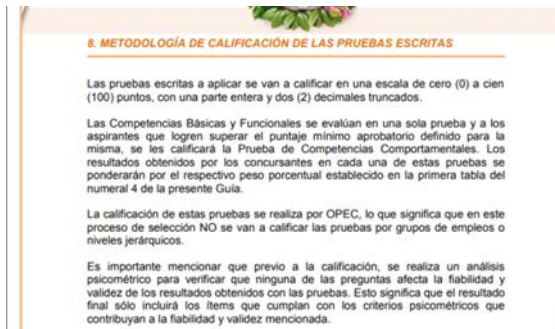 8. METODOLOGÍA DE CALIFICACIÓN DE LAS PRUEBAS ESCRITAS
Las pruebas escritas a aplicar se van a calificar en una escala de cero (0) a cien
(100) puntos, con una parte entera y dos (2) decimales truncados.
Las Competencias Básicas y Funcionales se evalúan en una sola prueba y a los
aspirantes que logren superar el puntaje mínimo aprobatorio definido para la
misma, se les calificará la Prueba de Competencias Comportamentales. Los
resultados obtenidos por los concursantes en cada una de estas pruebas se
ponderarán por el respectivo peso porcentual establecido en la primera tabla del
numeral 4 de la presente Guía.
La calificación de estas pruebas se realiza por OPEC, lo que significa que en este
proceso de selección NO se van a calificar las pruebas por grupos de empleos o
niveles jerárquicos.
Es importante mencionar que previo a la calificación, se realiza un análisis
psicométrico para verificar que ninguna de las preguntas afecta la fiabilidad y
validez de los resultados obtenidos con las pruebas. Esto significa que el resultado
final sólo incluirá los ítems que cumplan con los criterios psicométricos que
contribuyan a la fiabilidad y validez mencionada.